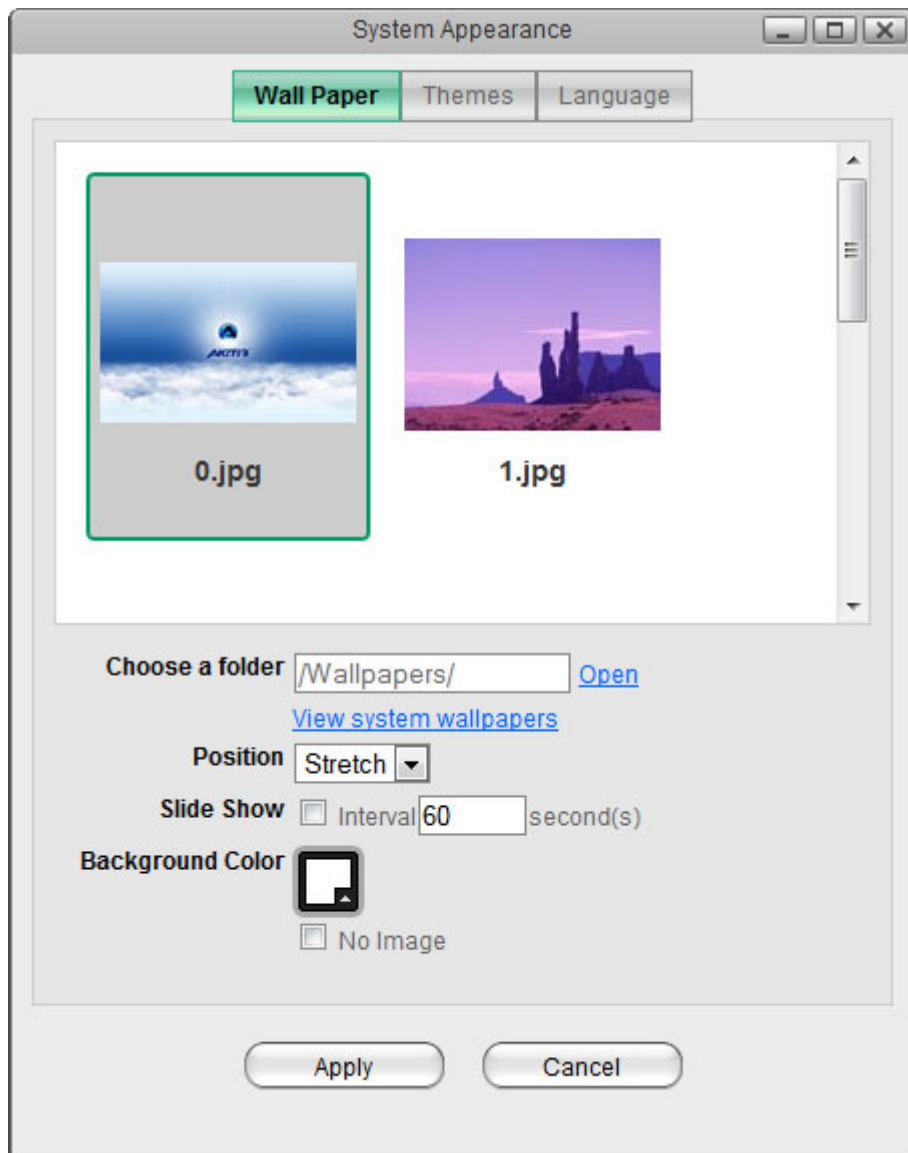 System Appearance
Wall Paper Themes Language
AKiTiO
0.jpg 1.jpg
Choose a folder /Wallpapers/ Open
View system wallpapers
Position Stretch
Slide Show Interval 60 second(s)
Background Color
No Image
Apply Cancel